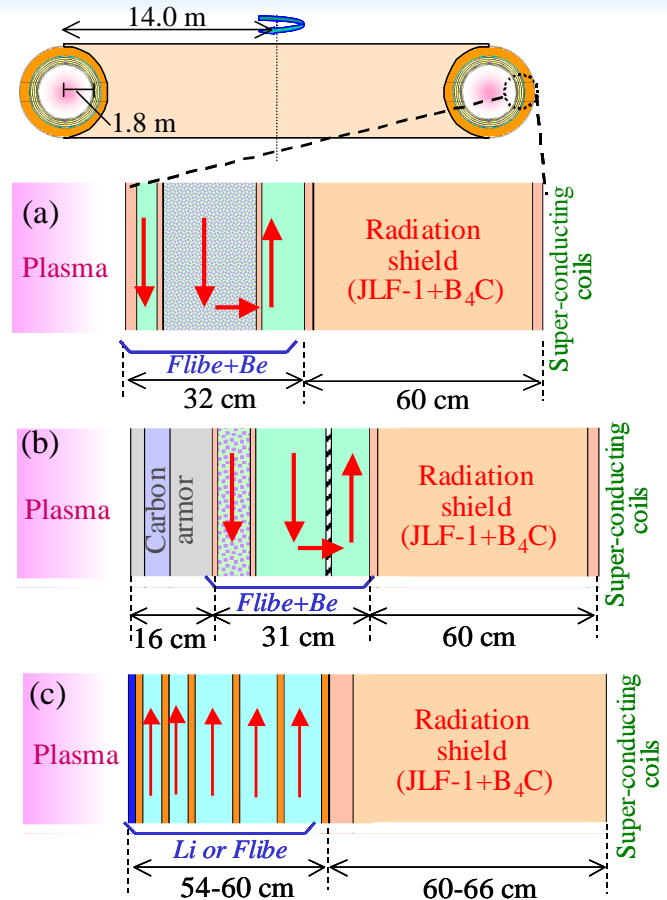 14.0 m
1.8 m
(a)
Plasma
Radiation
shield
(JLF-1+B4C)
Super-conducting
coils
Flibe+Be
32 cm
60 cm
(b)
Plasma
Carbon
armor
Radiation
shield
(JLF-1+B4C)
Super-conducting
coils
Flibe+Be
16 cm
31 cm
60 cm
(c)
Plasma
Radiation
shield
(JLF-1+B4C)
Super-conducting
coils
Li or Flibe
54-60 cm
60-66 cm